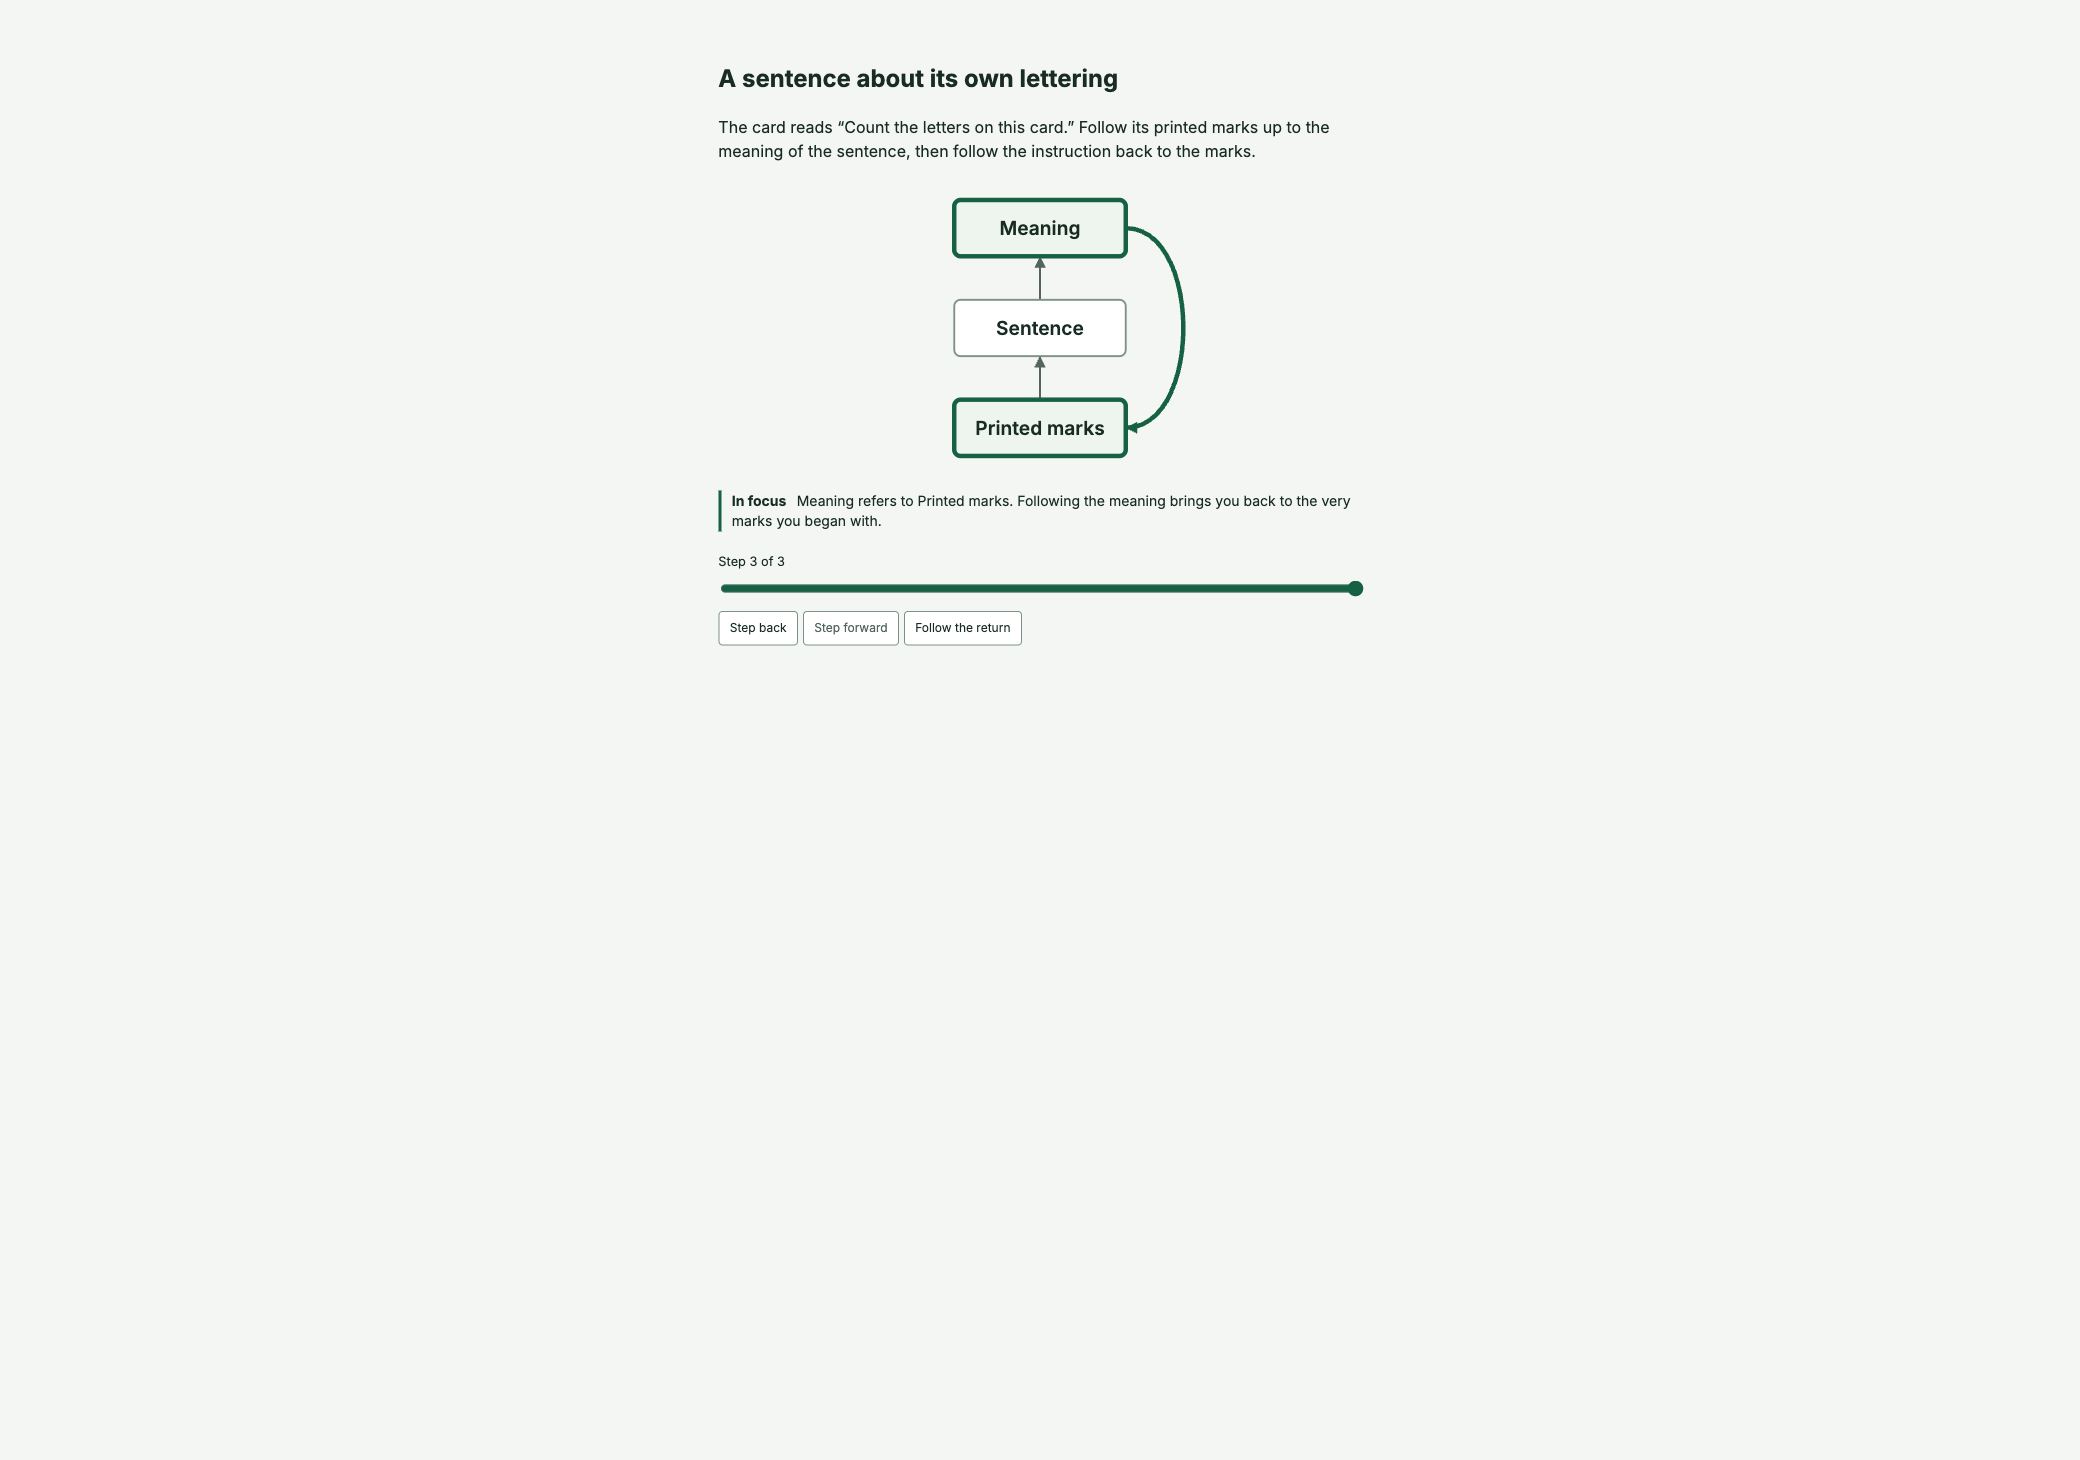 A sentence about its own lettering
The card reads “Count the letters on this card.” Follow its printed marks up to the
meaning of the sentence, then follow the instruction back to the marks.
Meaning
Sentence
Printed marks
In focus Meaning refers to Printed marks. Following the meaning brings you back to the very
marks you began with.
Step 3 of 3
Step back Step forward Follow the return